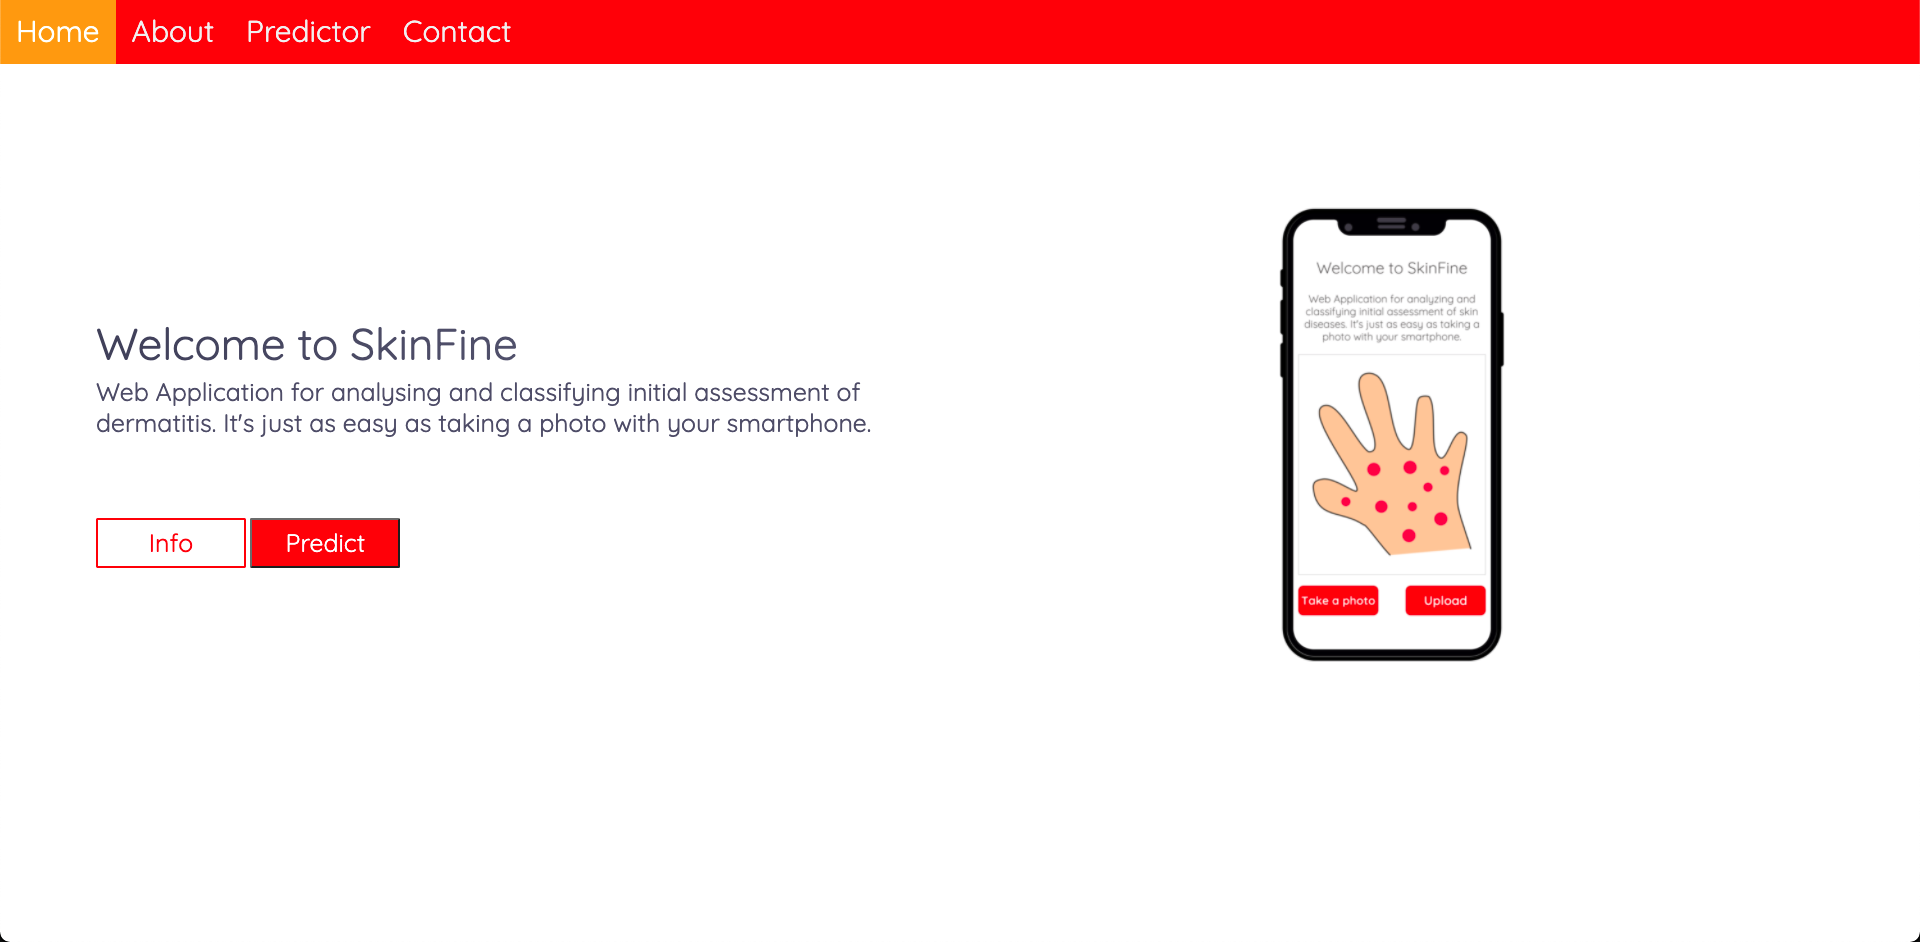 Home About Predictor Contact
Welcome to SkinFine
Web Application for analysing and classifying initial assessment of
dermatitis. It's just as easy as taking a photo with your smartphone.
Info Predict
Welcome to SkinFine
Web Application for analyzing and
classifying initial assessment of skin
diseases. It's just as easy as taking a
photo with your smartphone.
Take a photo Upload